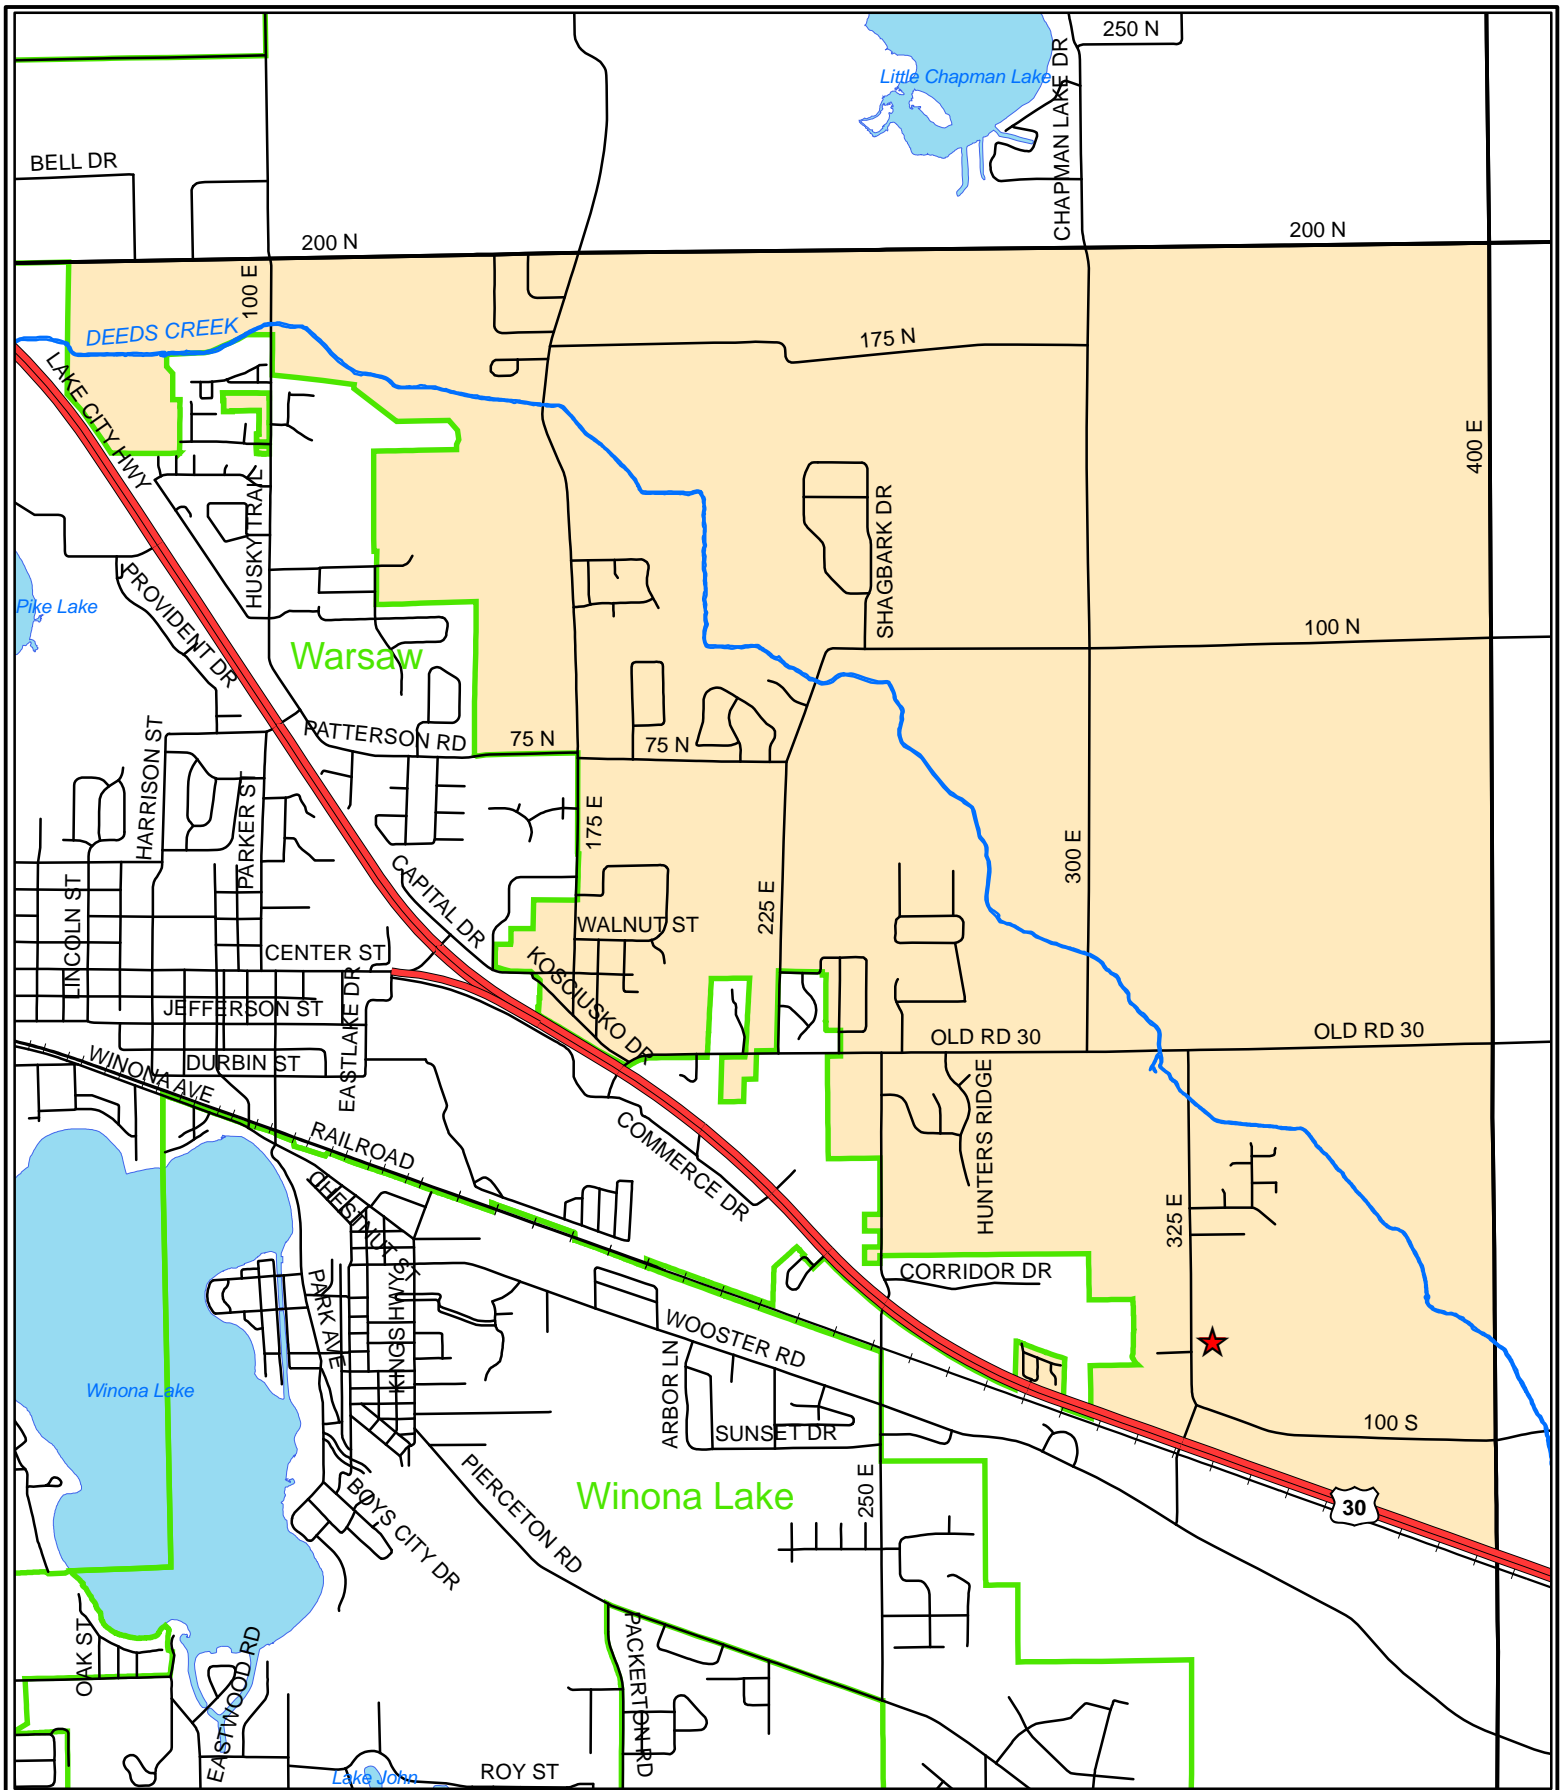 250 N
Little Chapman Lake
CHAPMAN LAKE DR
BELL DR
200 N
200 N
100 E
DEEDS CREEK
175 N
LAKE CITY HWY
400 E
HUSKY TRAIL
SHAGBARK DR
Pike Lake
PROVIDENT DR
Warsaw
100 N
HARRISON ST
PATTERSON RD
75 N
75 N
PARKER ST
175 E
300 E
CAPITAL DR
LINCOLN ST
225 E
WALNUT ST
CENTER ST
KOSCIUSKO DR
EASTLAKE DR
JEFFERSON ST
OLD RD 30
OLD RD 30
WINONA AVE
DURBIN ST
HUNTERS RIDGE
RAILROAD
COMMERCE DR
CHESTNUT ST
325 E
PARK AVE
KINGS HWY
CORRIDOR DR
WOOSTER RD
ARBOR LN
Winona Lake
SUNSET DR
100 S
PIERCETON RD
250 E
Winona Lake
30
BOYS CITY DR
OAK ST
EASTWOOD RD
PACKERTON RD
Lake John
ROY ST